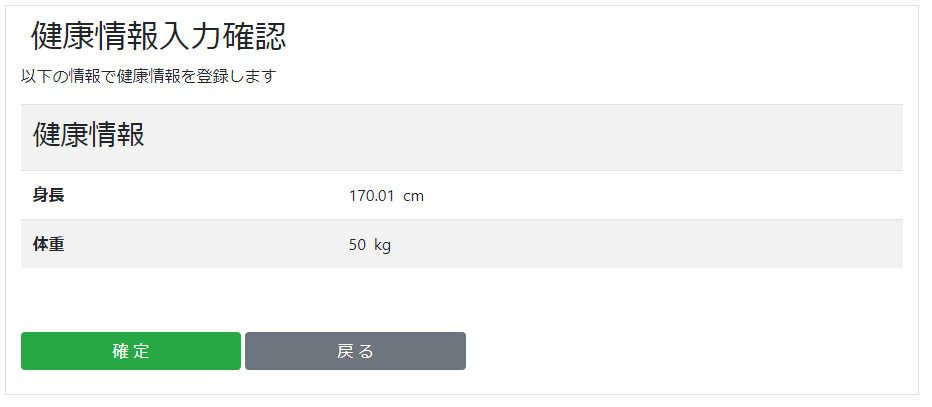 健康情報入力確認
以下の情報で健康情報を登録します
健康情報
身長 170.01 cm
体重 50 kg
確 定 戻 る